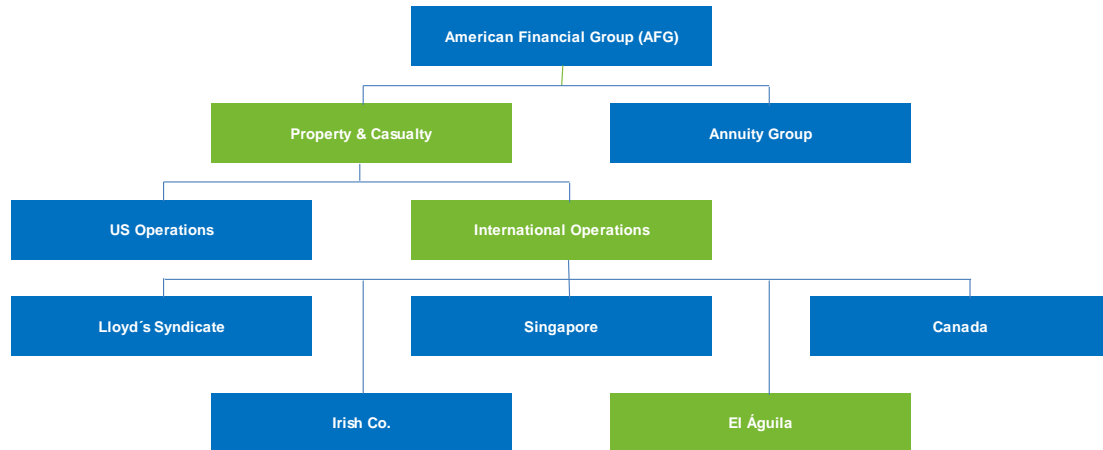 American Financial Group (AFG)
Property & Casualty
Annuity Group
US Operations
International Operations
Lloyd´s Syndicate
Singapore
Canada
Irish Co.
El Águila